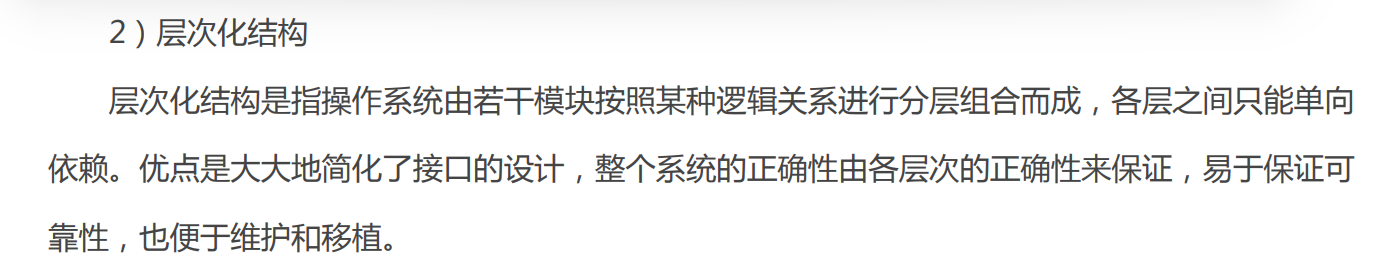 2）层次化结构
层次化结构是指操作系统由若干模块按照某种逻辑关系进行分层组合而成，各层之间只能单向
依赖。优点是大大地简化了接口的设计，整个系统的正确性由各层次的正确性来保证，易于保证可
靠性，也便于维护和移植。